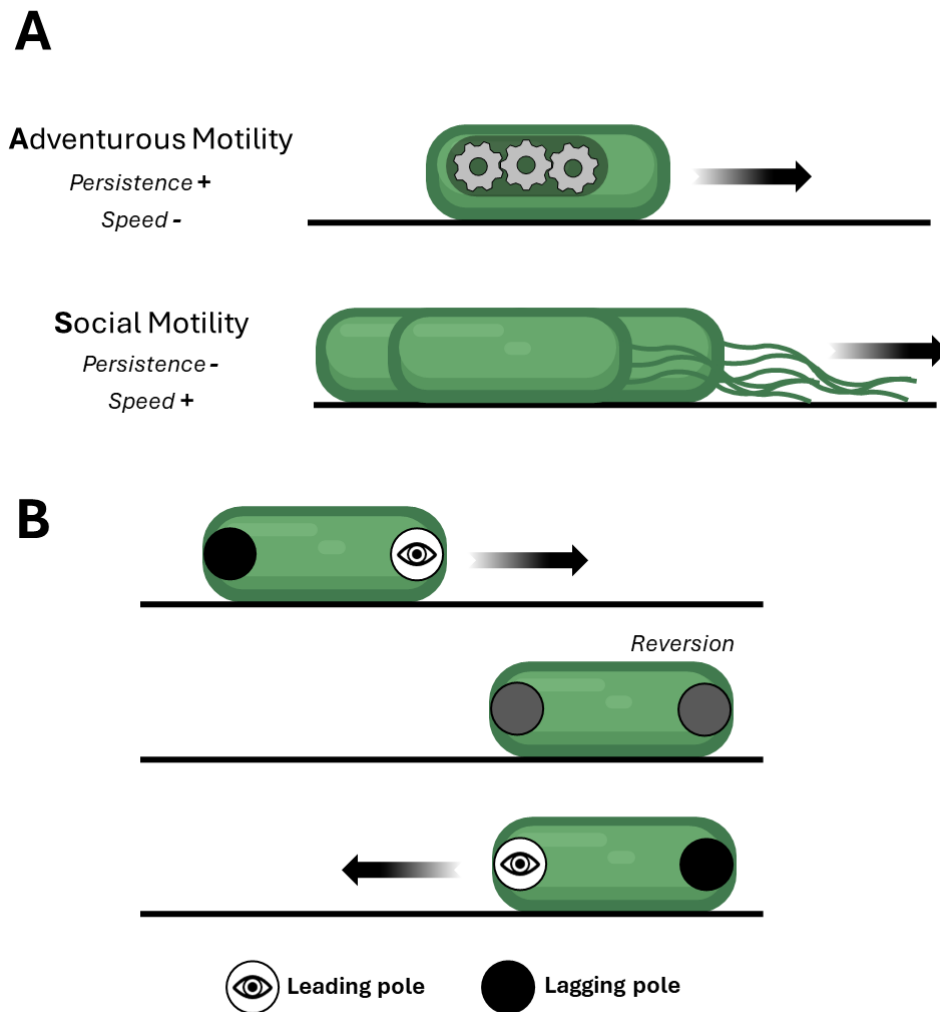 A
Adventurous Motility
Persistence +
Speed -
Social Motility
Persistence -
Speed +
B
Reversion
Leading pole
Lagging pole